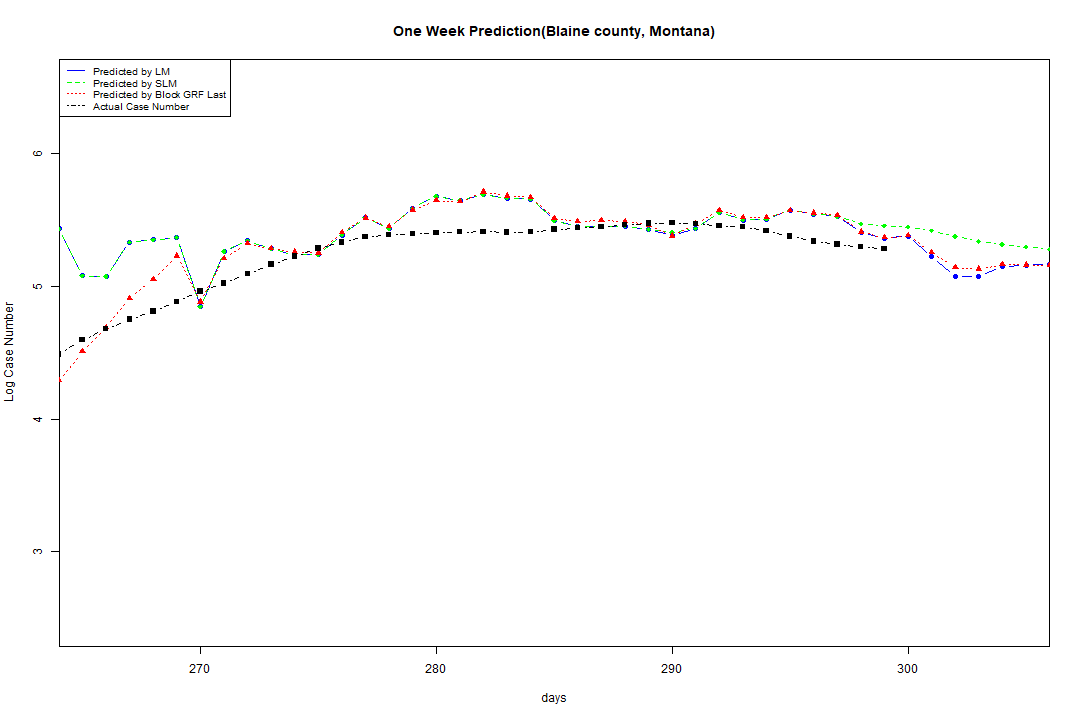 One Week Prediction(Blaine county, Montana)
Predicted by LM
Predicted by SLM
Predicted by Block GRF Last
Actual Case Number
6
5
4
3
Log Case Number
270 280 290 300
days